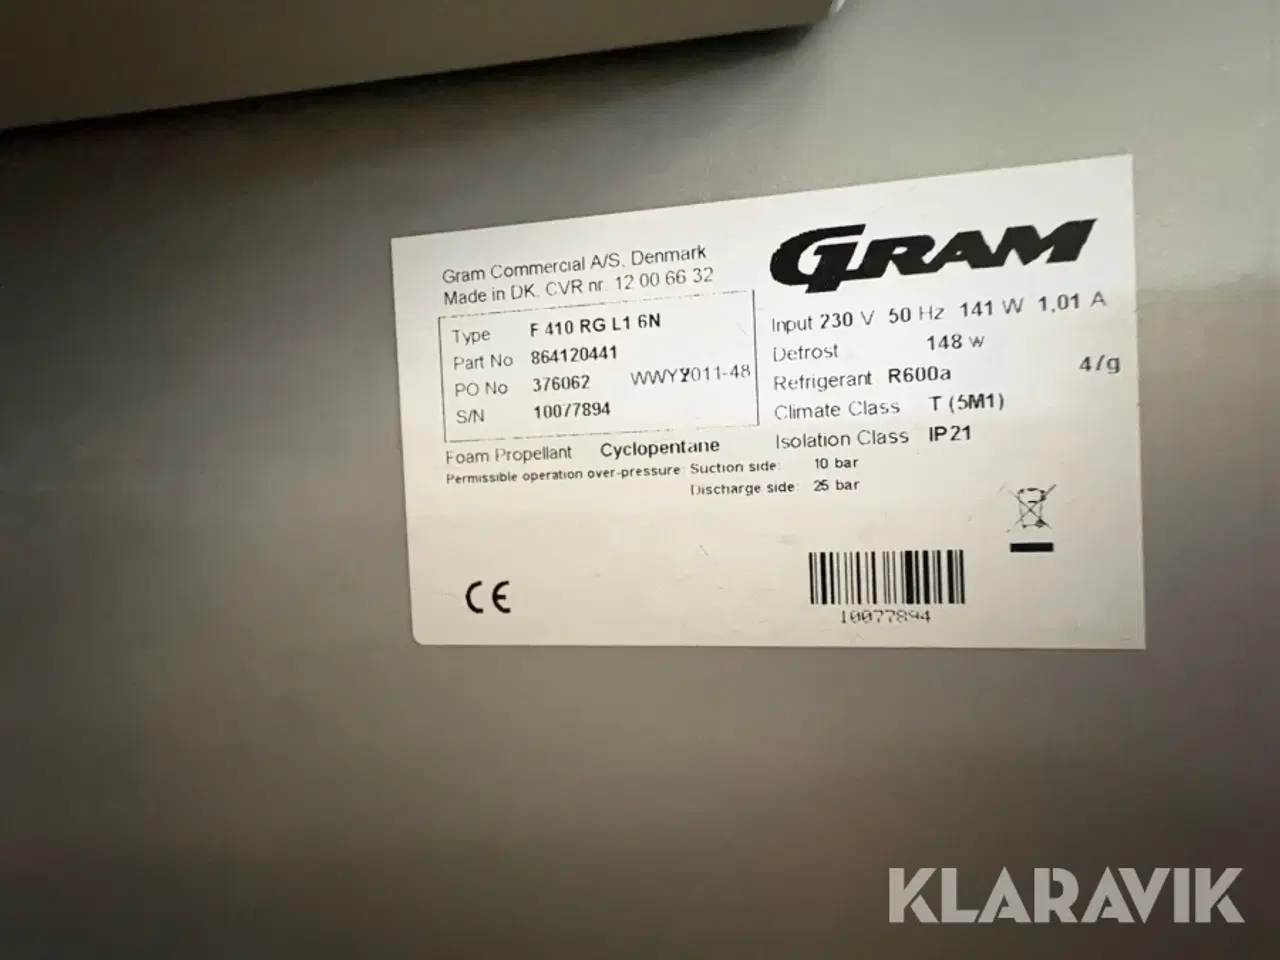 GRAM
Gram Commercial A/S. Denmark
Made in DK. CVR nr. 12 00 66 32
Type F 410 RG L1 6N
Part No 864120441
PO No 376062 2011-48
S/N 10077894
Input 230 V 50 Hz 141 W 1,01 A
Defrost 148 w
Refrigerant R600a
Climate Class T (5M1)
Isolation Class IP21
Foam Propellant Cyclopentane
Permissible operation over-pressure: Suction side: 10 bar
Discharge side: 25 bar
CE
10077894
KLARAVIK